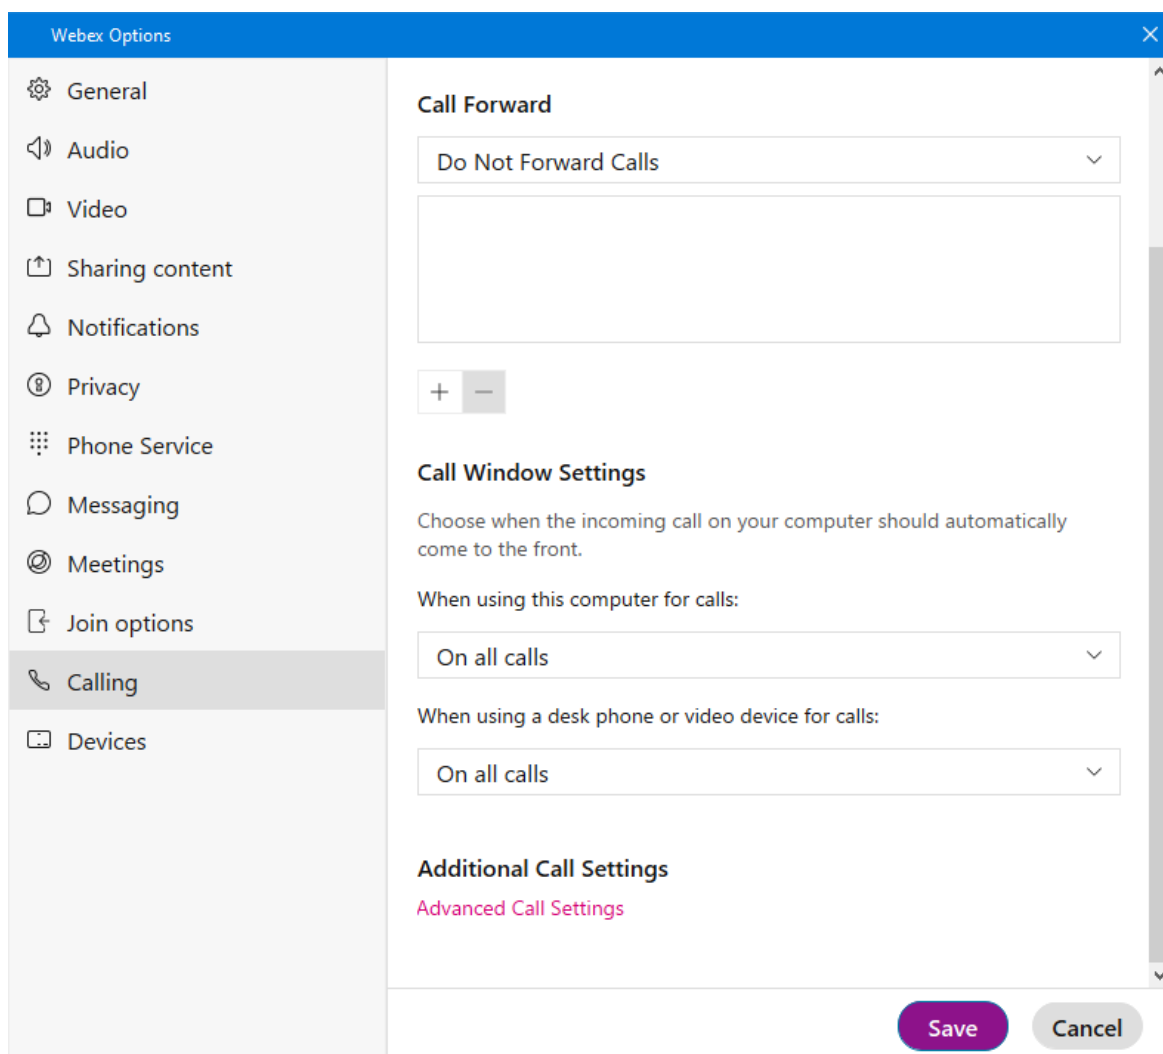 Webex Options
General
Audio
Video
Sharing content
Notifications
Privacy
Phone Service
Messaging
Meetings
Join options
Calling
Devices
Call Forward
Do Not Forward Calls
Call Window Settings
Choose when the incoming call on your computer should automatically
come to the front.
When using this computer for calls:
On all calls
When using a desk phone or video device for calls:
On all calls
Additional Call Settings
Advanced Call Settings
Save
Cancel